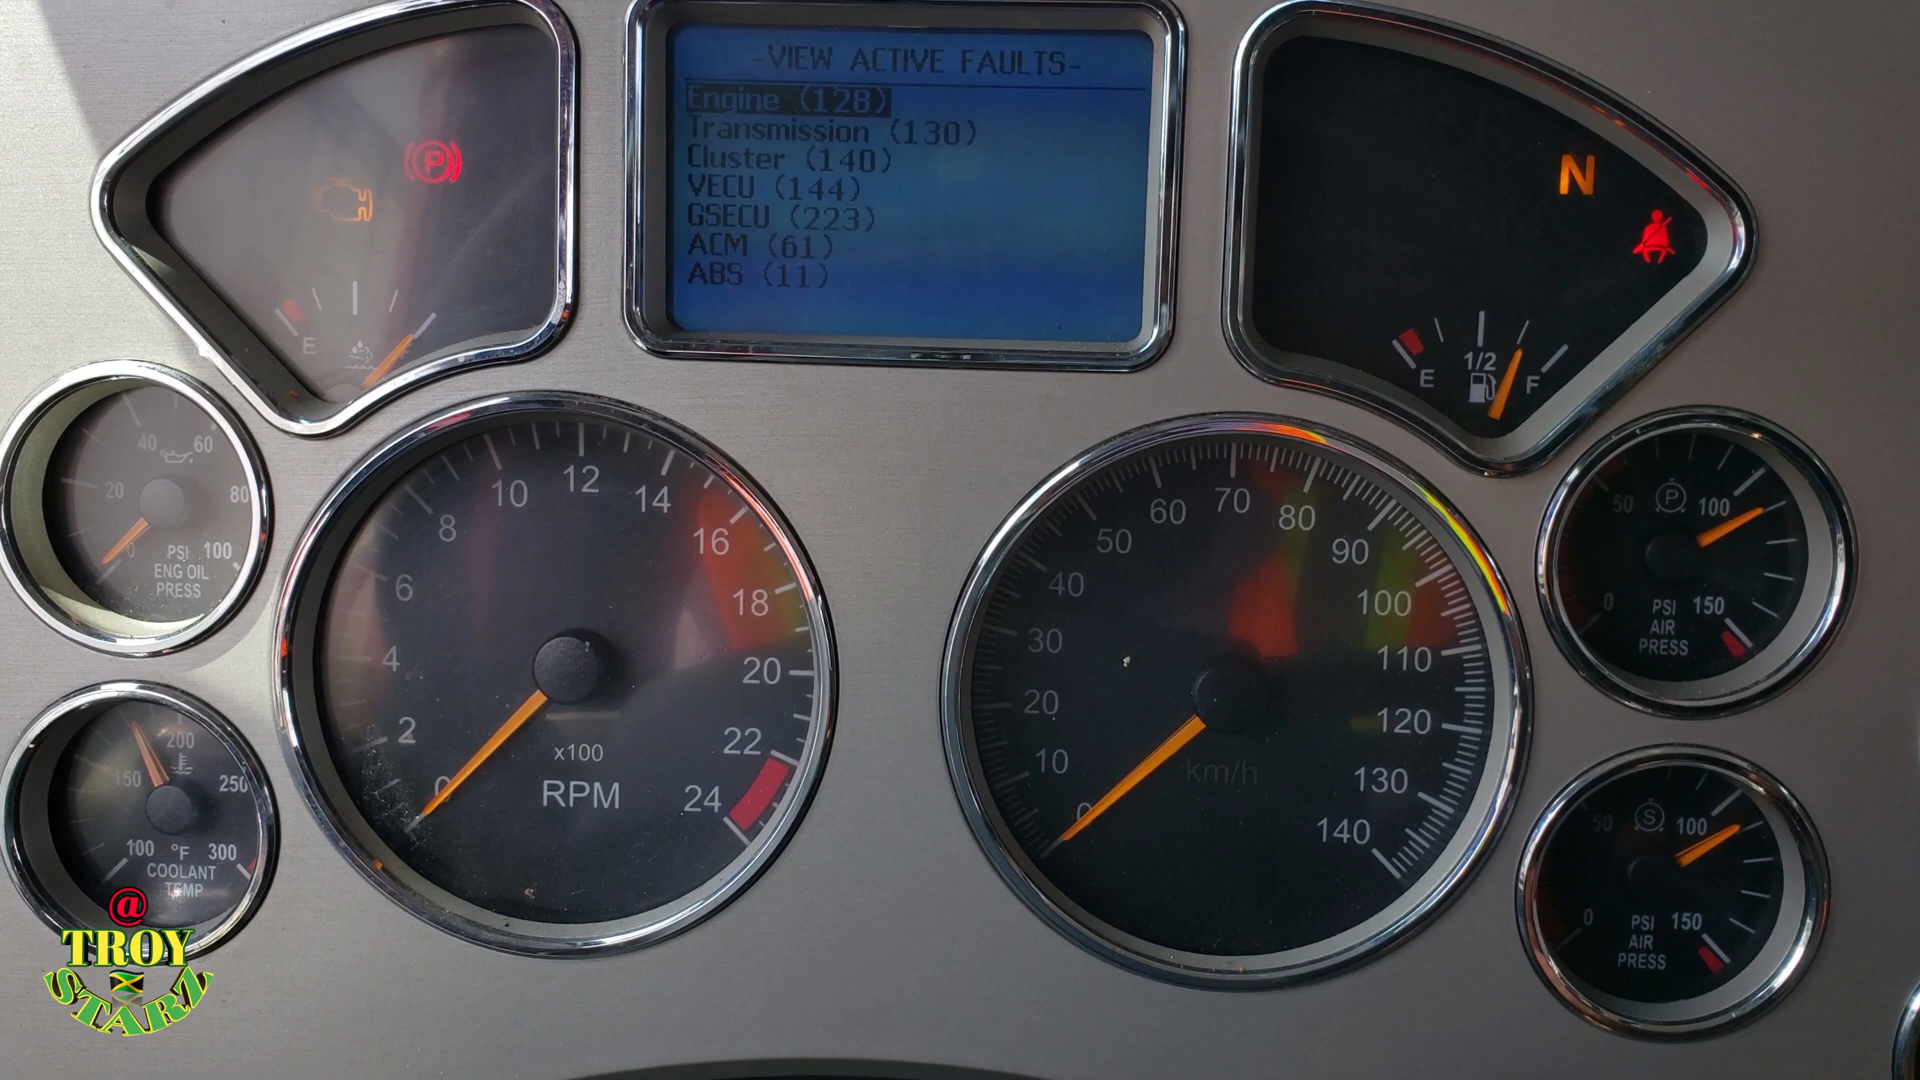 -VIEW ACTIVE FAULTS-
Engine (128)
Transmission (130)
Cluster (140)
VECU (144)
GSECU (223)
ACM (61)
ABS (11)
P
N
E
F
E 1/2 F
0 20 40 60 80 100
PSI
ENG OIL
PRESS
0 2 4 6 8 10 12 14 16 18 20 22 24
x100
RPM
0 10 20 30 40 50 60 70 80 90 100 110 120 130 140
km/h
0 50 P 100 150
PSI
AIR
PRESS
100 150 200 250 300
°F
COOLANT
TEMP
0 50 S 100 150
PSI
AIR
PRESS
@
TROY
STARZ